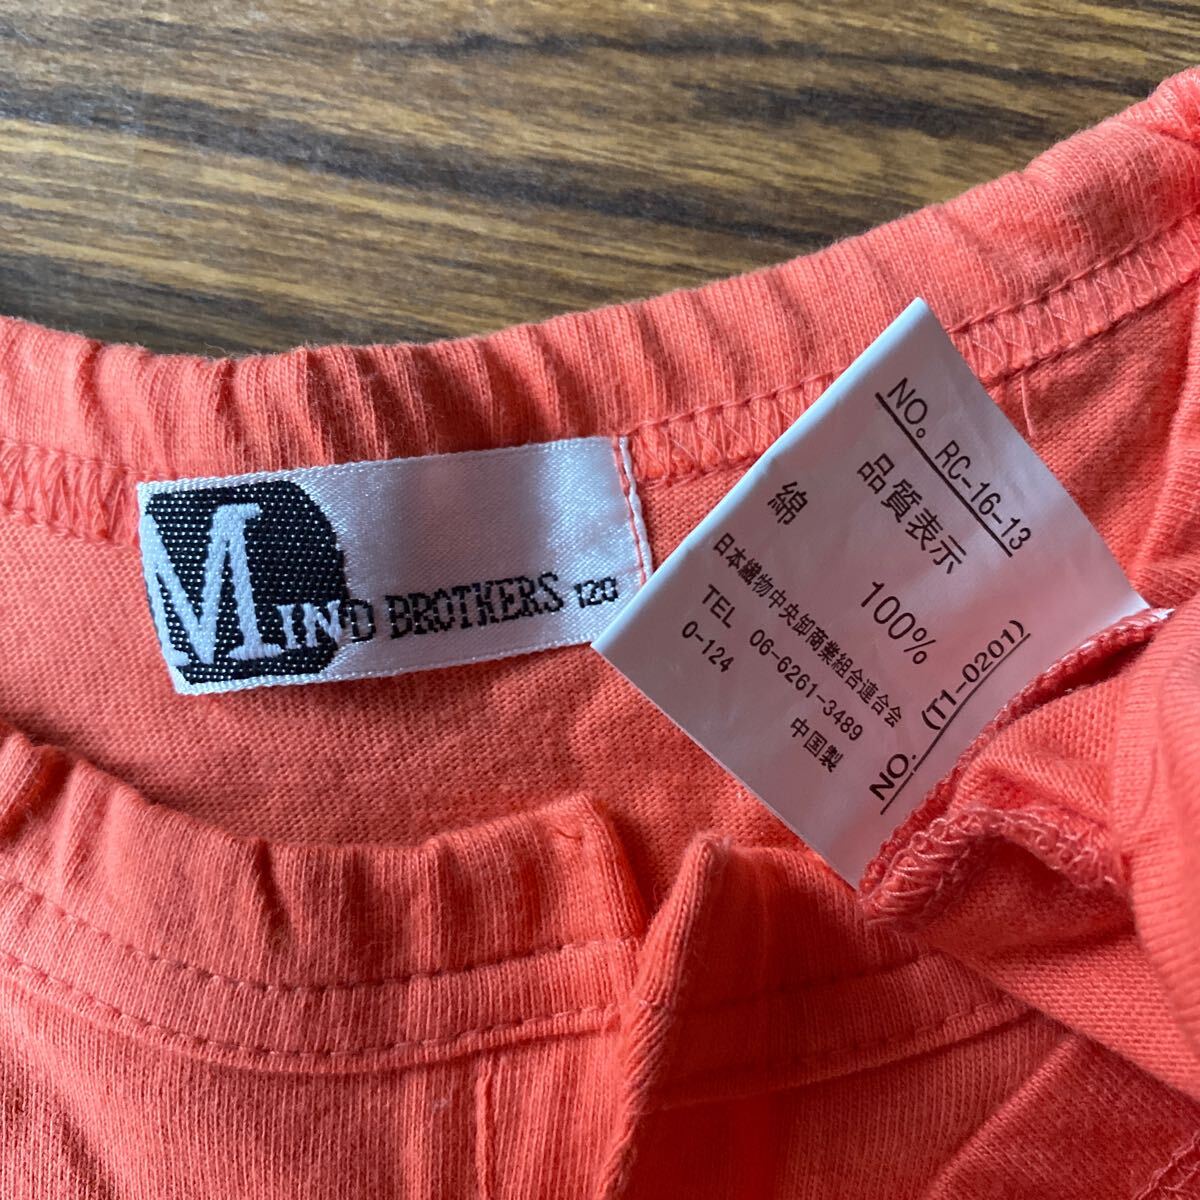 MIND BROTHERS 120
NO。 RC-16-13
品質表示
綿 100%
日本織物中央卸商業組合連合会
TEL 06-6261-3489
0-124 中国製
NO. (T1-0201)